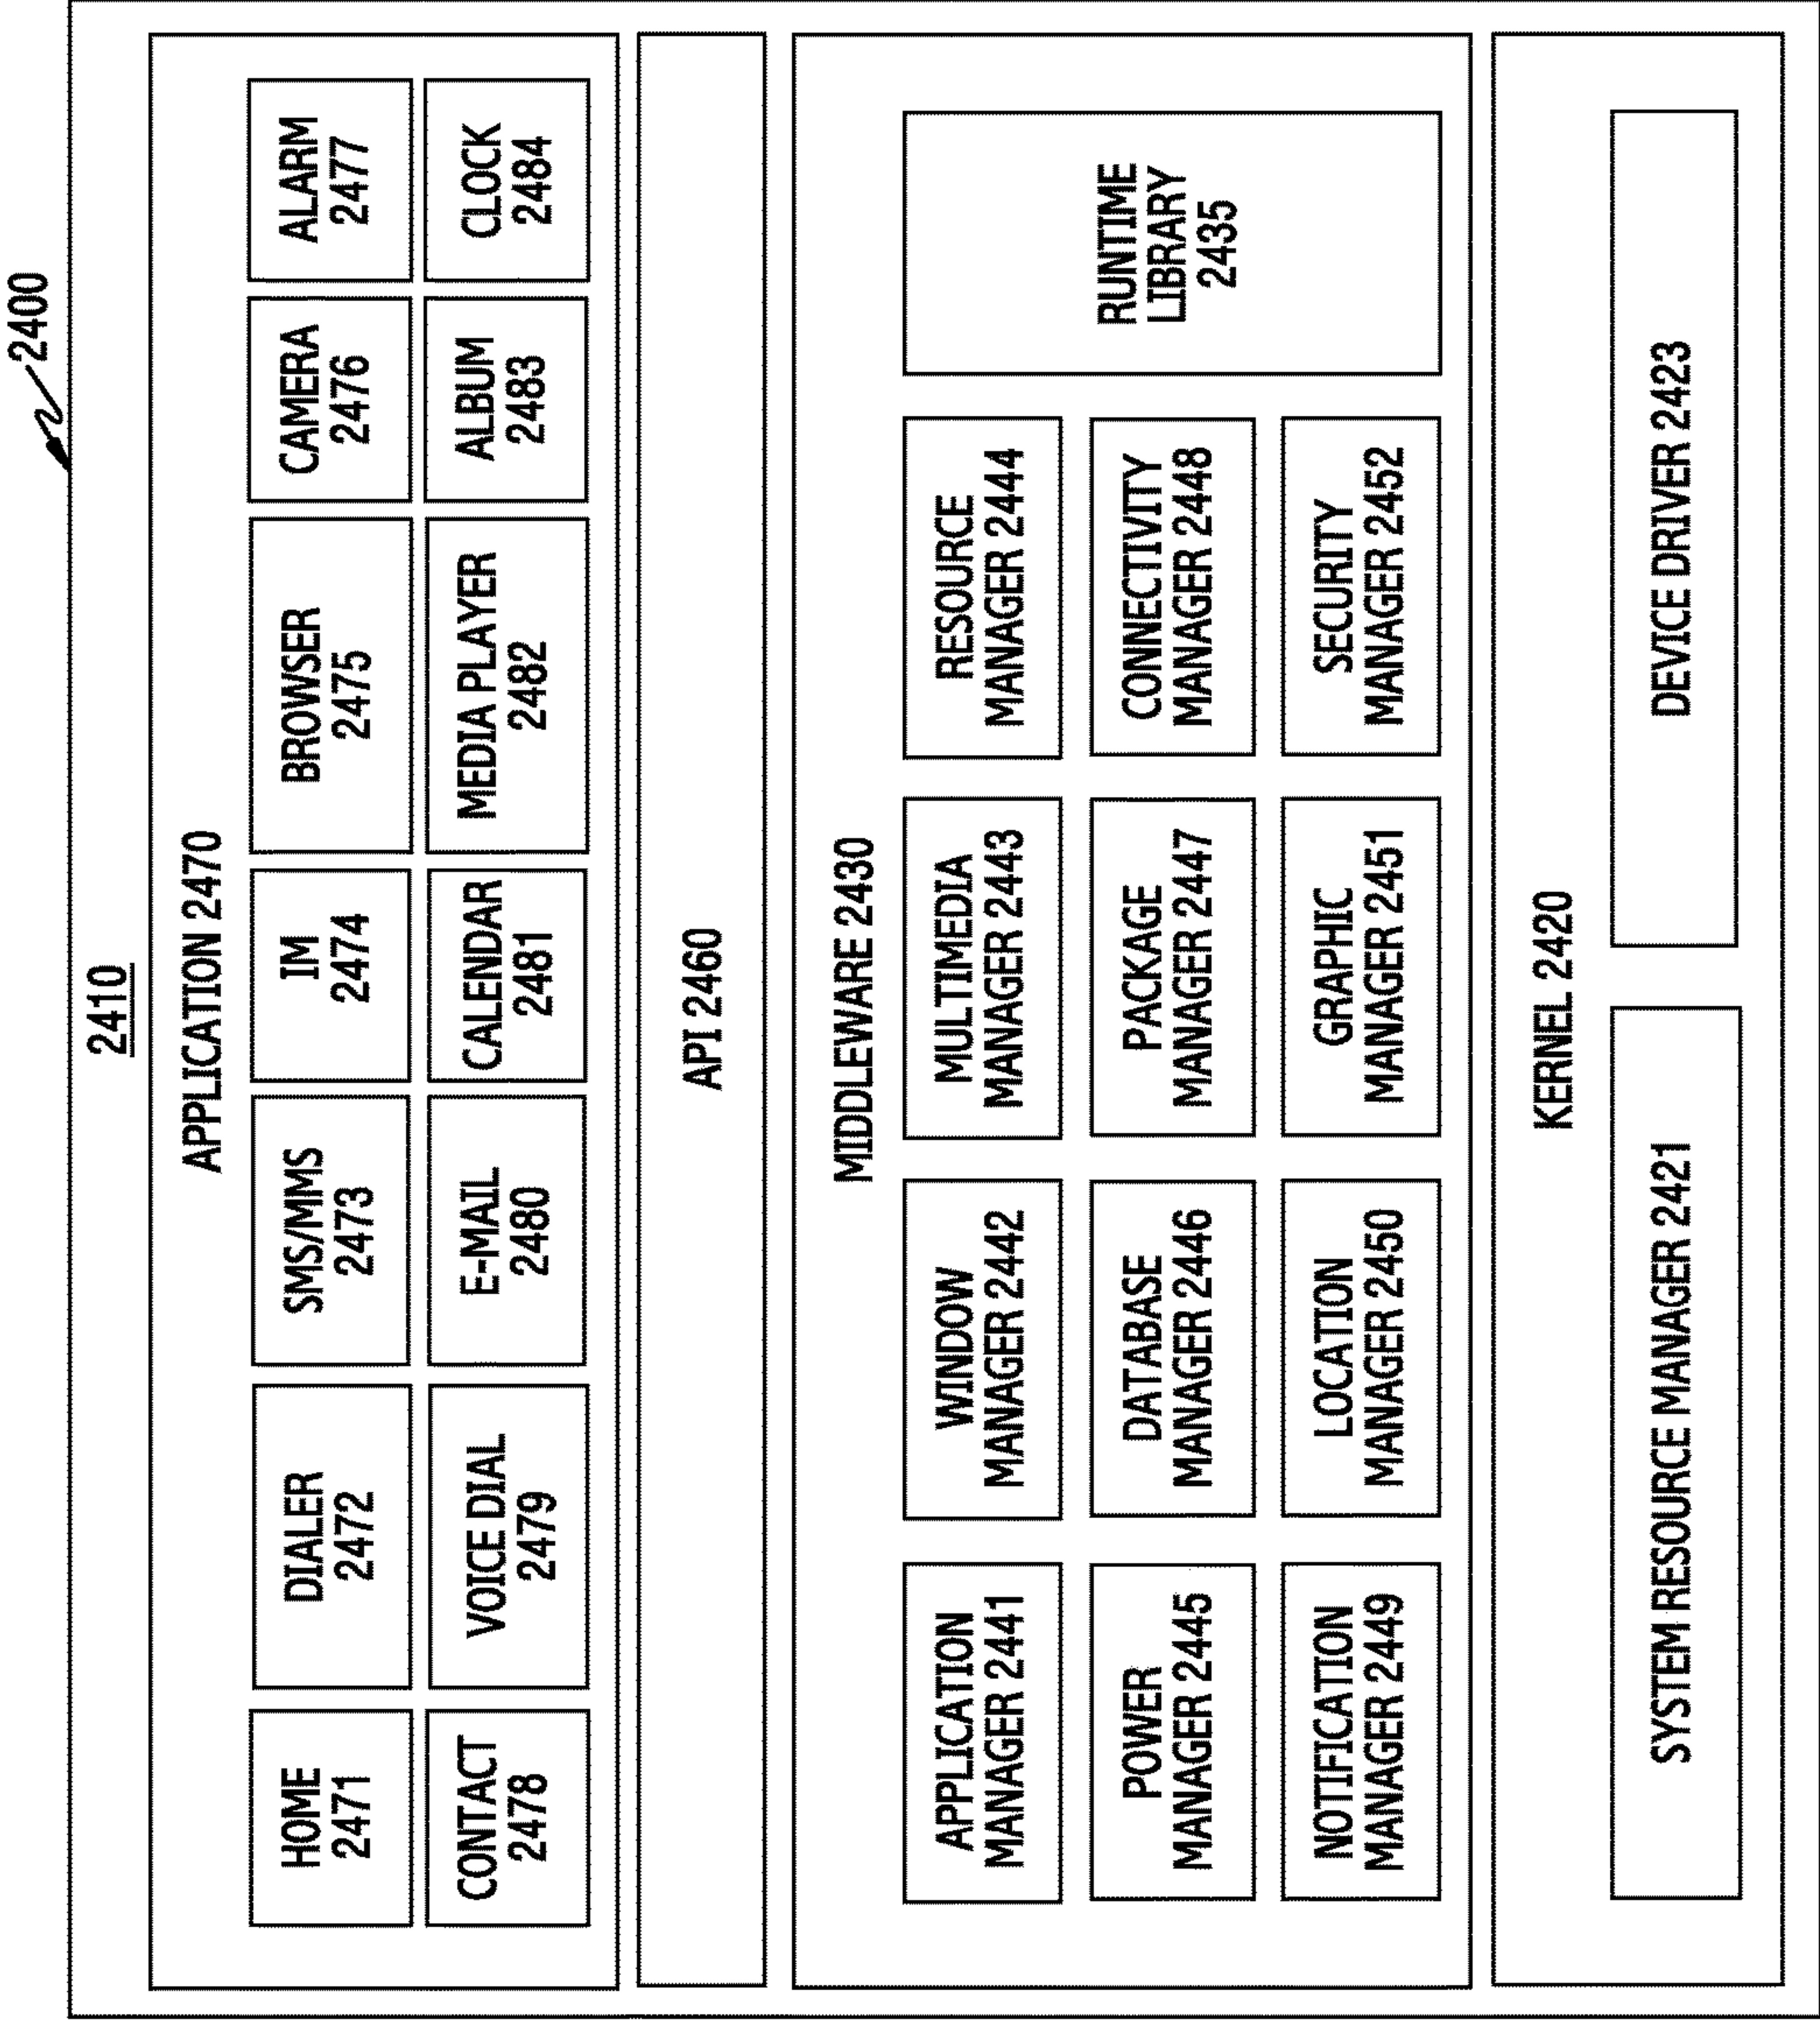 2400
2410
APPLICATION 2470
HOME
2471
DIALER
2472
SMS/MMS
2473
IM
2474
BROWSER
2475
CAMERA
2476
ALARM
2477
CONTACT
2478
VOICE DIAL
2479
E-MAIL
2480
CALENDAR
2481
MEDIA PLAYER
2482
ALBUM
2483
CLOCK
2484
API 2460
MIDDLEWARE 2430
APPLICATION
MANAGER 2441
WINDOW
MANAGER 2442
MULTIMEDIA
MANAGER 2443
RESOURCE
MANAGER 2444
POWER
MANAGER 2445
DATABASE
MANAGER 2446
PACKAGE
MANAGER 2447
CONNECTIVITY
MANAGER 2448
NOTIFICATION
MANAGER 2449
LOCATION
MANAGER 2450
GRAPHIC
MANAGER 2451
SECURITY
MANAGER 2452
RUNTIME
LIBRARY
2435
KERNEL 2420
SYSTEM RESOURCE MANAGER 2421
DEVICE DRIVER 2423